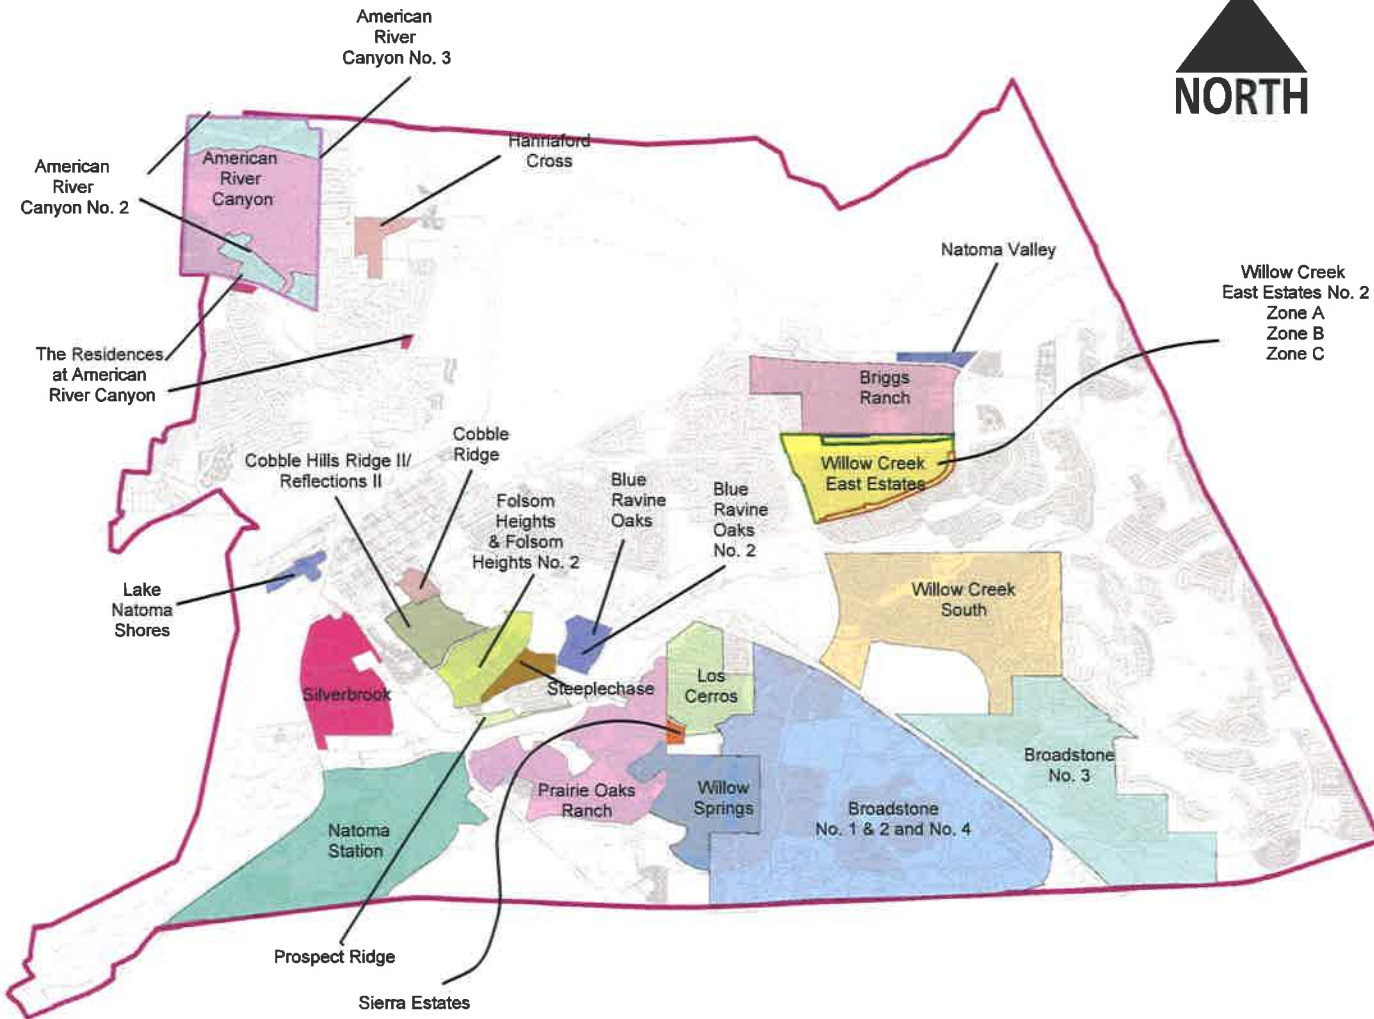 American
River
Canyon No. 3
NORTH
Hannaford
Cross
American
River
Canyon No. 2
American
River
Canyon
Natoma Valley
Willow Creek
East Estates No. 2
Zone A
Zone B
Zone C
The Residences
at American
River Canyon
Briggs
Ranch
Cobble
Ridge
Cobble Hills Ridge II/
Reflections II
Willow Creek
East Estates
Folsom
Heights
& Folsom
Heights No. 2
Blue
Ravine
Oaks
Blue
Ravine
Oaks
No. 2
Lake
Natoma
Shores
Willow Creek
South
Silverbrook
Steeplechase
Los
Cerros
Broadstone
No. 3
Prairie Oaks
Ranch
Willow
Springs
Broadstone
No. 1 & 2 and No. 4
Natoma
Station
Prospect Ridge
Sierra Estates